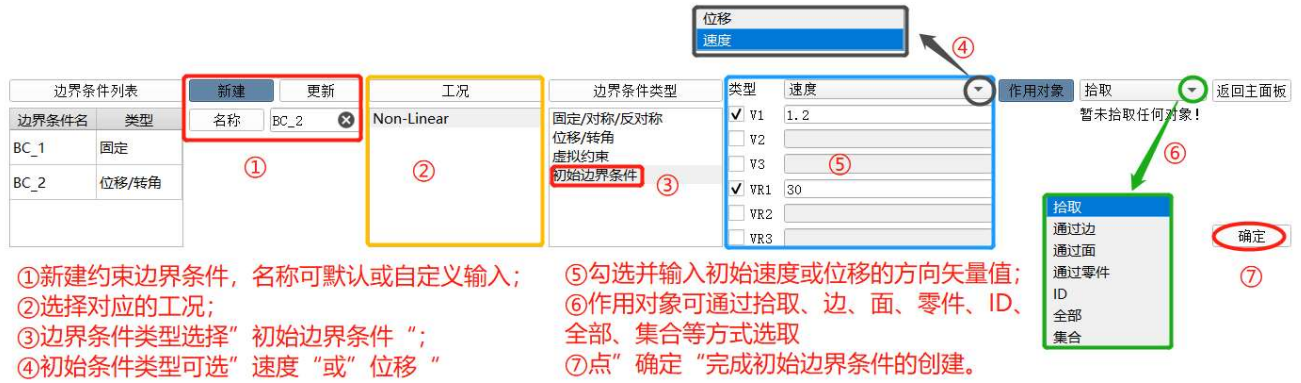 位移
速度
④
边界条件列表
新建
更新
工况
边界条件类型
类型
速度
作用对象
拾取
返回主面板
边界条件名
类型
名称
BC_2
Non-Linear
固定/对称/反对称
V1
1.2
暂未拾取任何对象!
BC_1
固定
位移/转角
V2
虚拟约束
V3
⑤
⑥
BC_2
位移/转角
①
②
初始边界条件
③
VR1
30
VR2
VR3
拾取
通过边
通过面
通过零件
ID
全部
集合
确定
⑦
①新建约束边界条件,名称可默认或自定义输入;
②选择对应的工况;
③边界条件类型选择”初始边界条件“;
④初始条件类型可选”速度“或”位移“
⑤勾选并输入初始速度或位移的方向矢量值;
⑥作用对象可通过拾取、边、面、零件、ID、
全部、集合等方式选取
⑦点”确定“完成初始边界条件的创建。